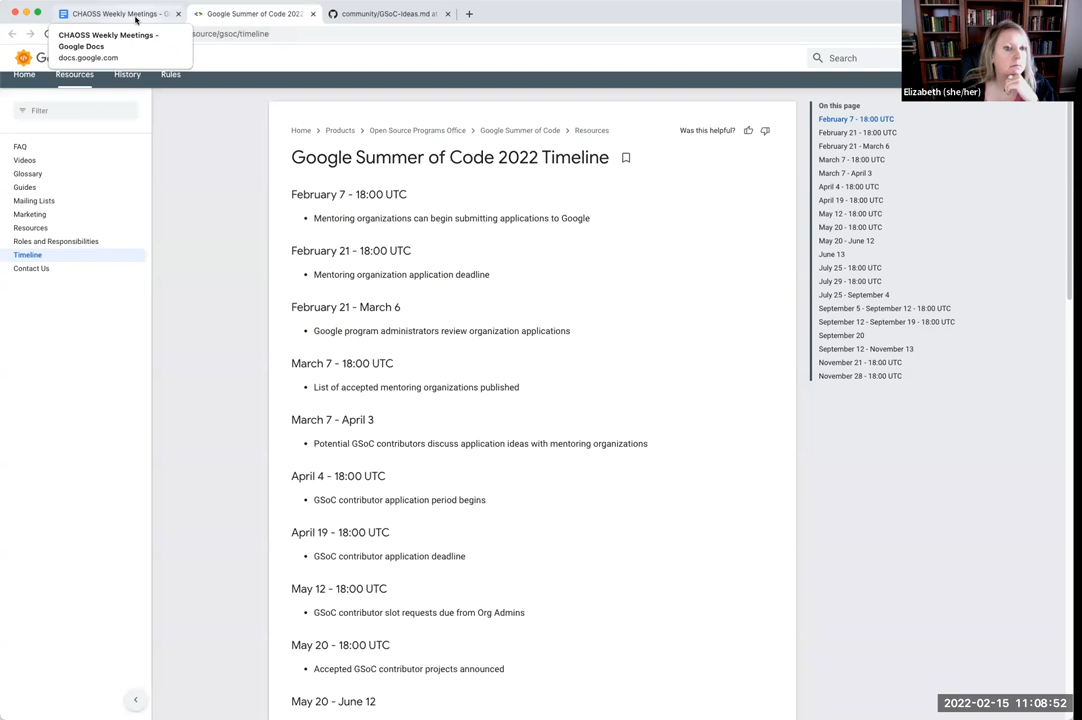 CHAOSS Weekly Meetings - G
Google Summer of Code 2022
community/GSoC-Ideas.md at
CHAOSS Weekly Meetings -
Google Docs
docs.google.com
ource/gsoc/timeline
Search
Elizabeth (she/her)
Home
Resources
History
Rules
Filter
FAQ
Videos
Glossary
Guides
Mailing Lists
Marketing
Resources
Roles and Responsibilities
Timeline
Contact Us
Home > Products > Open Source Programs Office > Google Summer of Code > Resources
Was this helpful?
Google Summer of Code 2022 Timeline
February 7 - 18:00 UTC
• Mentoring organizations can begin submitting applications to Google
February 21 - 18:00 UTC
• Mentoring organization application deadline
February 21 - March 6
• Google program administrators review organization applications
March 7 - 18:00 UTC
• List of accepted mentoring organizations published
March 7 - April 3
• Potential GSoC contributors discuss application ideas with mentoring organizations
April 4 - 18:00 UTC
• GSoC contributor application period begins
April 19 - 18:00 UTC
• GSoC contributor application deadline
May 12 - 18:00 UTC
• GSoC contributor slot requests due from Org Admins
May 20 - 18:00 UTC
• Accepted GSoC contributor projects announced
May 20 - June 12
On this page
February 7 - 18:00 UTC
February 21 - 18:00 UTC
February 21 - March 6
March 7 - 18:00 UTC
March 7 - April 3
April 4 - 18:00 UTC
April 19 - 18:00 UTC
May 12 - 18:00 UTC
May 20 - 18:00 UTC
May 20 - June 12
June 13
July 25 - 18:00 UTC
July 29 - 18:00 UTC
July 25 - September 4
September 5 - September 12 - 18:00 UTC
September 12 - September 19 - 18:00 UTC
September 20
September 12 - November 13
November 21 - 18:00 UTC
November 28 - 18:00 UTC
2022-02-15 11:08:52